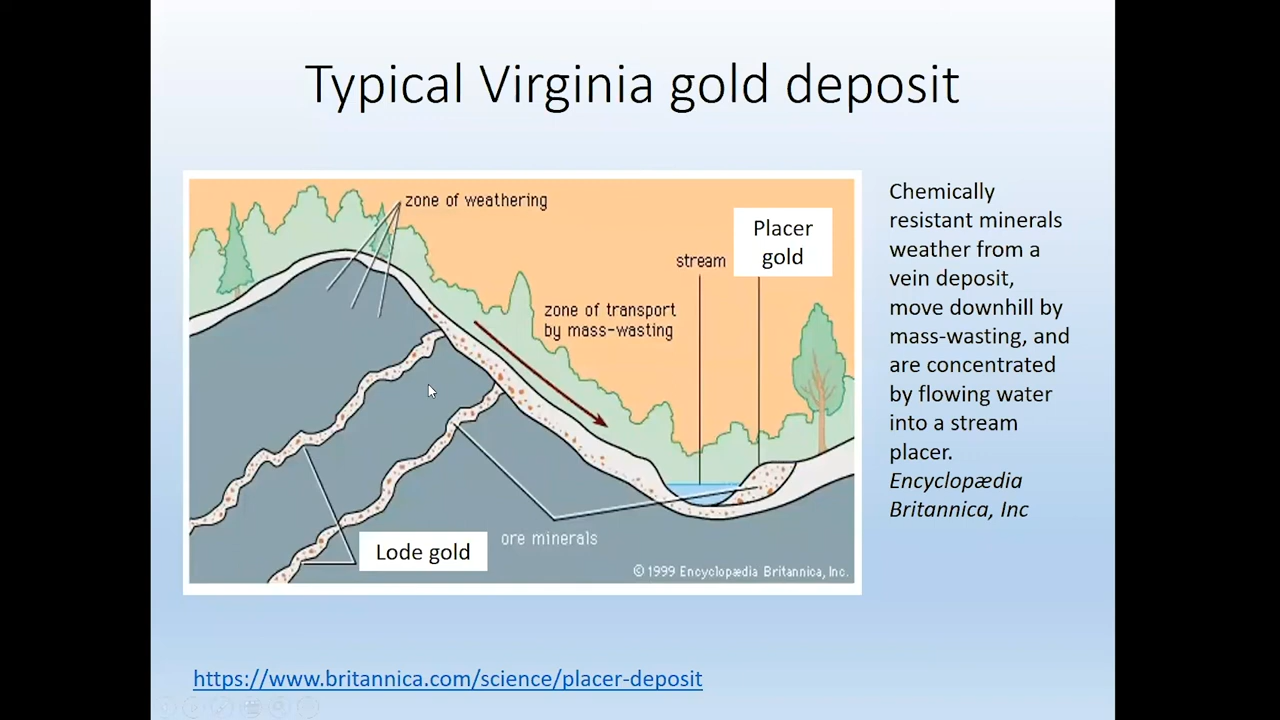 Typical Virginia gold deposit
zone of weathering
Placer
gold
stream
zone of transport
by mass-wasting
Lode gold
ore minerals
© 1999 Encyclopædia Britannica, Inc.
Chemically
resistant minerals
weather from a
vein deposit,
move downhill by
mass-wasting, and
are concentrated
by flowing water
into a stream
placer.
Encyclopædia
Britannica, Inc
https://www.britannica.com/science/placer-deposit